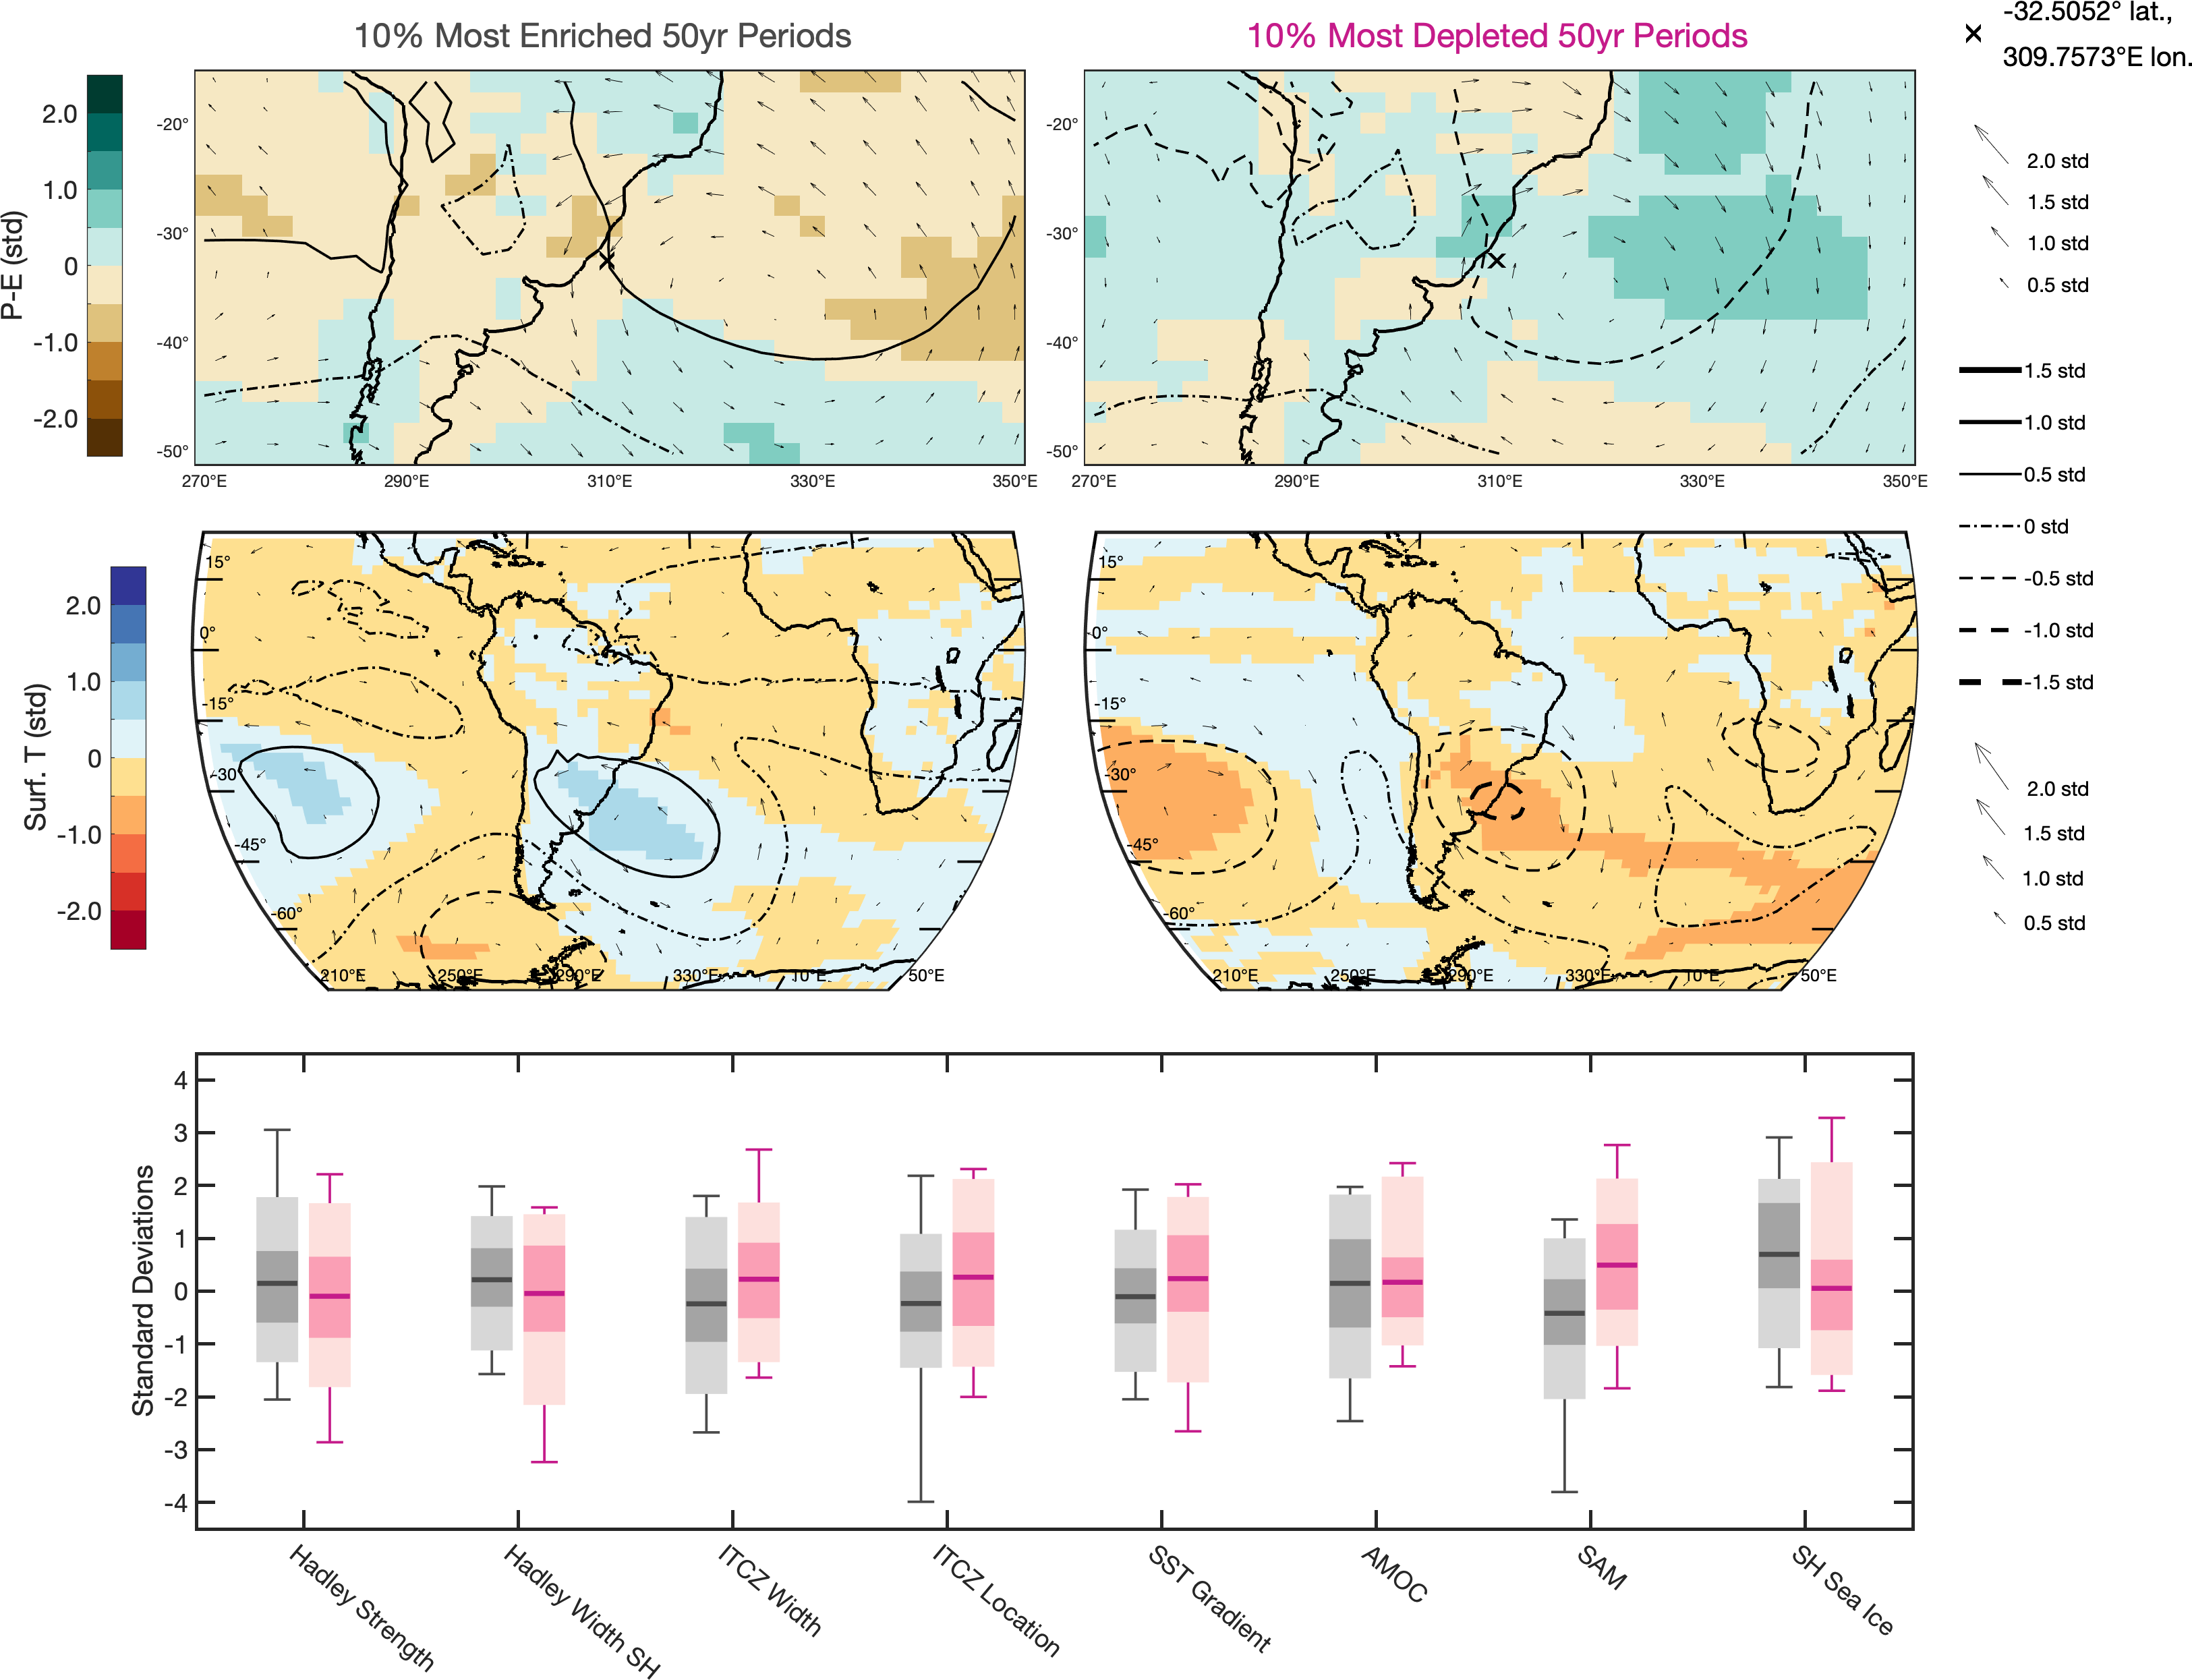 10% Most Enriched 50yr Periods
10% Most Depleted 50yr Periods
-32.5052° lat.,
309.7573°E lon.
P-E (std)
2.0
1.0
0
-1.0
-2.0
-20°
-30°
-40°
-50°
270°E 290°E 310°E 330°E 350°E
-20°
-30°
-40°
-50°
270°E 290°E 310°E 330°E 350°E
2.0 std
1.5 std
1.0 std
0.5 std
1.5 std
1.0 std
0.5 std
0 std
-0.5 std
-1.0 std
-1.5 std
2.0 std
1.5 std
1.0 std
0.5 std
Surf. T (std)
2.0
1.0
0
-1.0
-2.0
15°
0°
-15°
-30°
-45°
-60°
210°E 250°E 290°E 330°E 10°E 50°E
15°
0°
-15°
-30°
-45°
-60°
210°E 250°E 290°E 330°E 10°E 50°E
Standard Deviations
4
3
2
1
0
-1
-2
-3
-4
Hadley Strength
Hadley Width SH
ITCZ Width
ITCZ Location
SST Gradient
AMOC
SAM
SH Sea Ice